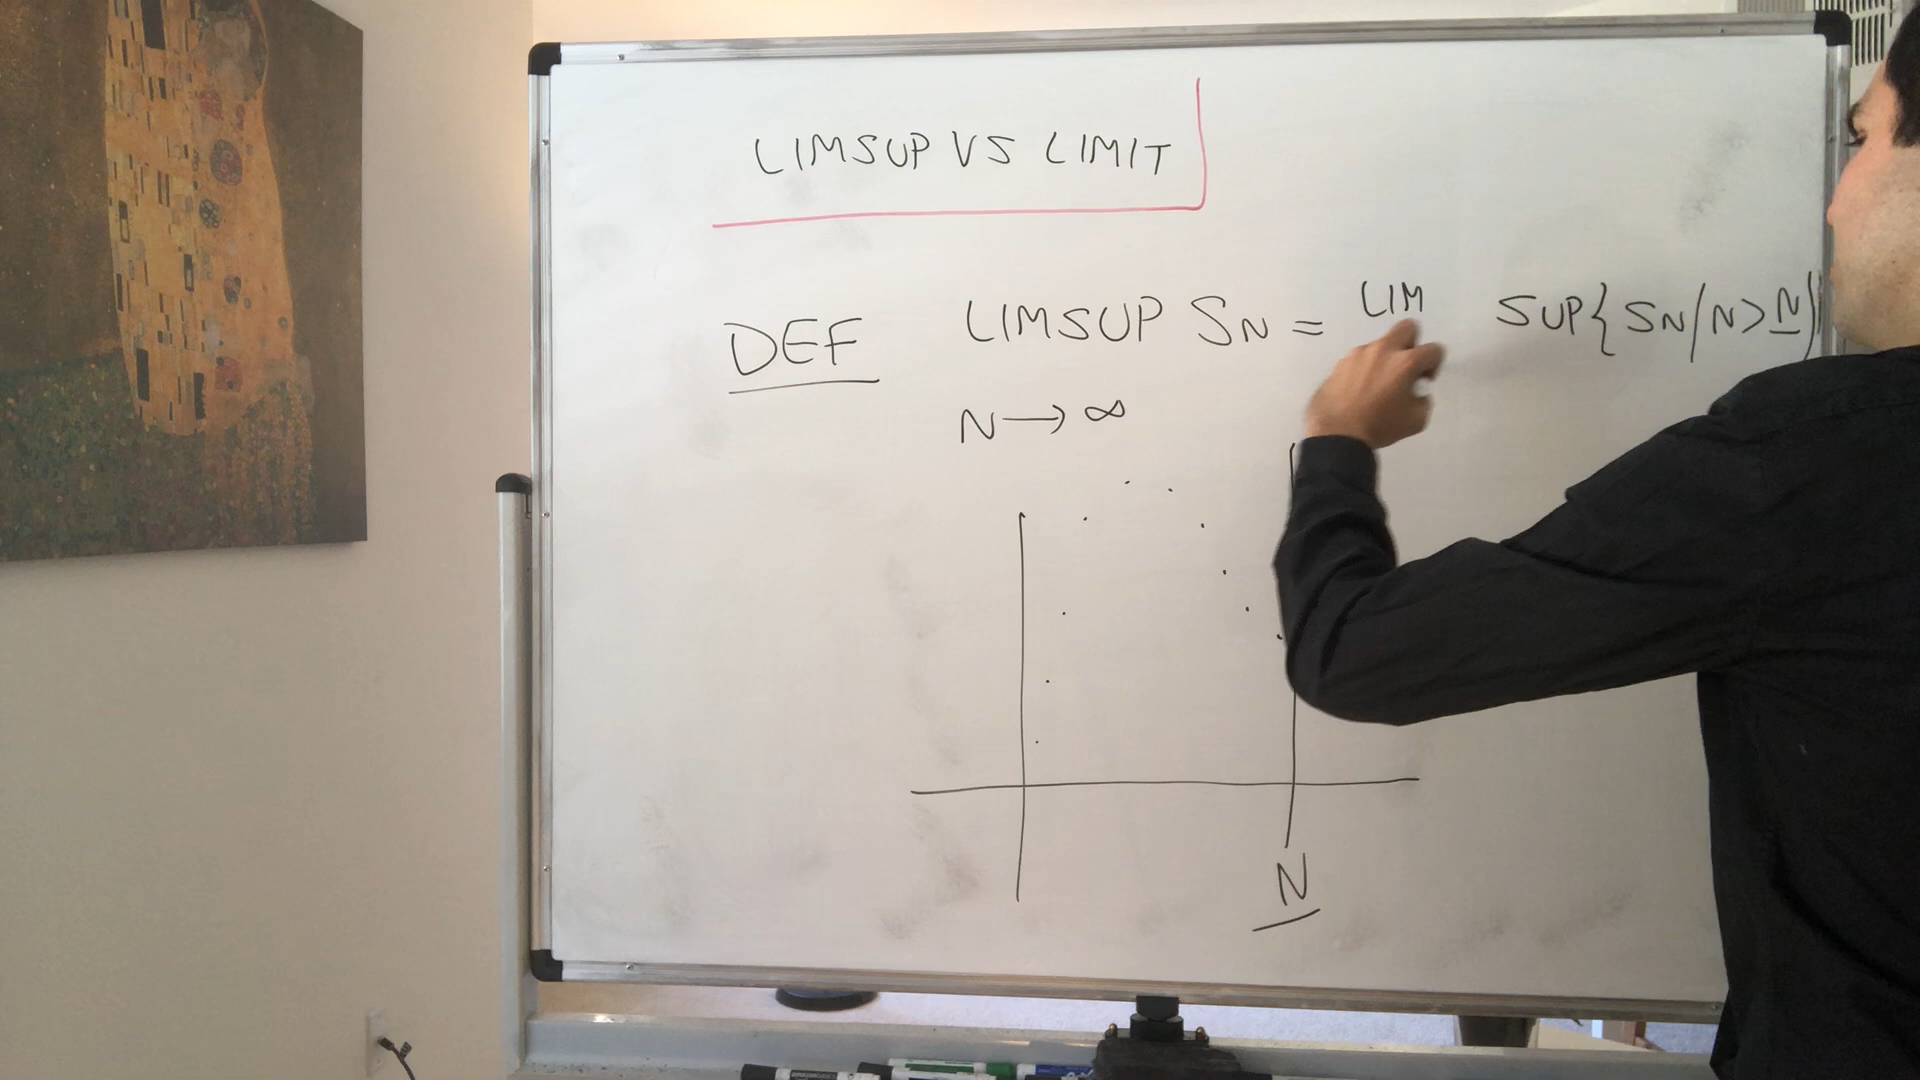 LIMSUP VS LIMIT
DEF LIMSUP SN = LIM SUP{SN/N>N}
N→∞
N